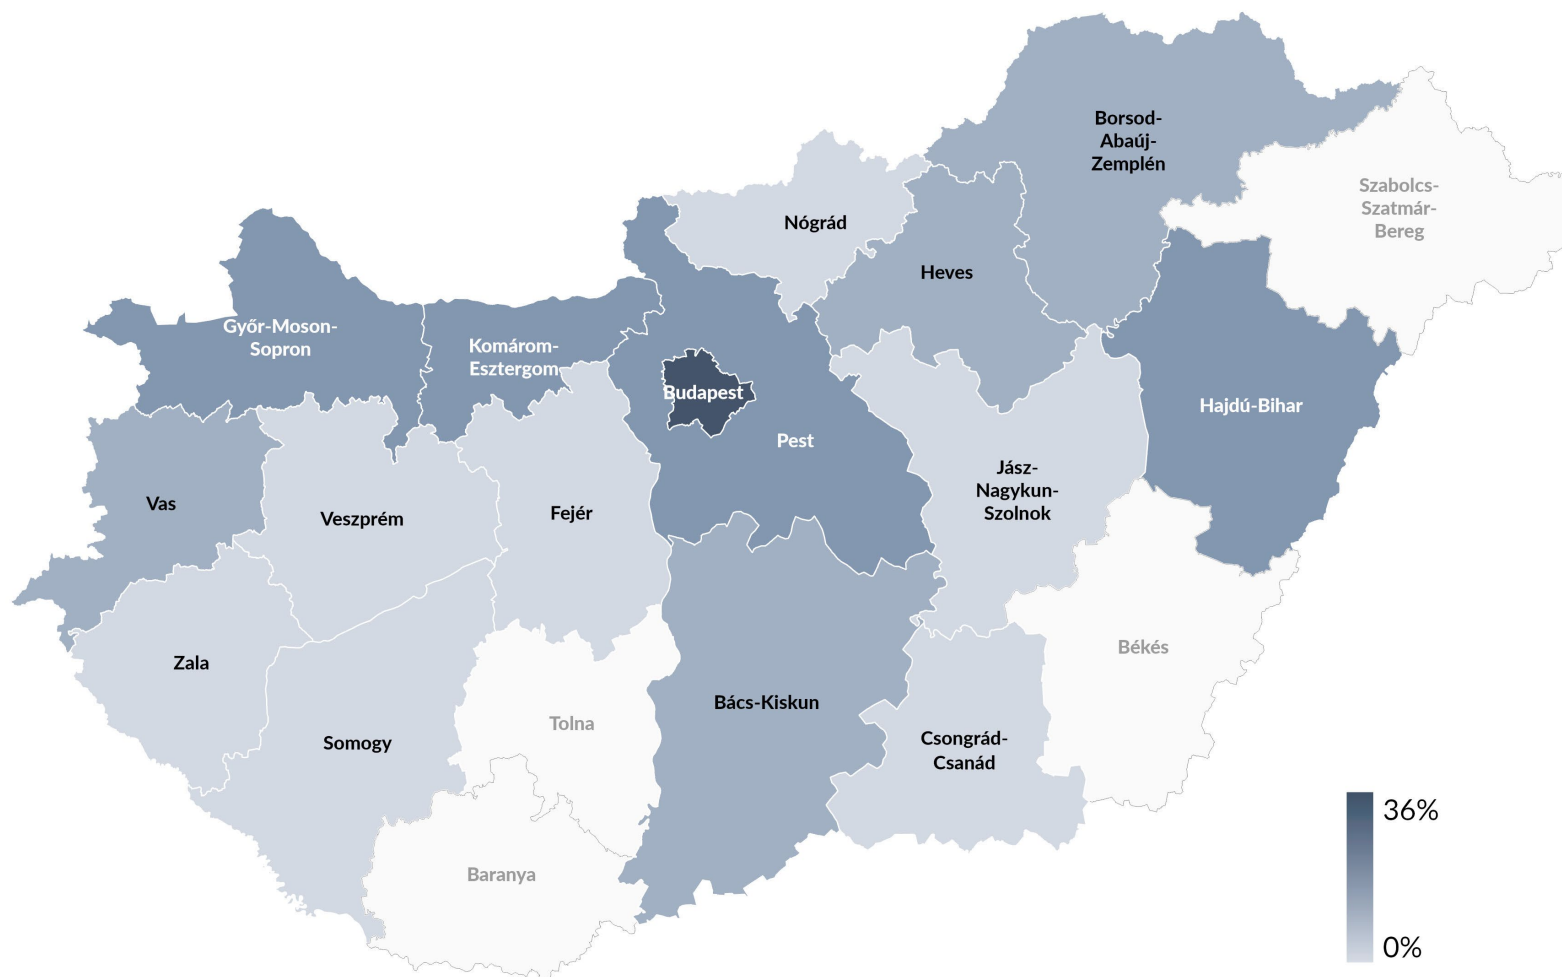 Borsod-
Abaúj-
Zemplén
Szabolcs-
Szatmár-
Bereg
Nógrád
Heves
Győr-Moson-
Sopron
Komárom-
Esztergom
Budapest
Pest
Hajdú-Bihar
Vas
Veszprém
Fejér
Jász-
Nagykun-
Szolnok
Zala
Somogy
Tolna
Bács-Kiskun
Csongrád-
Csanád
Békés
Baranya
36%
0%